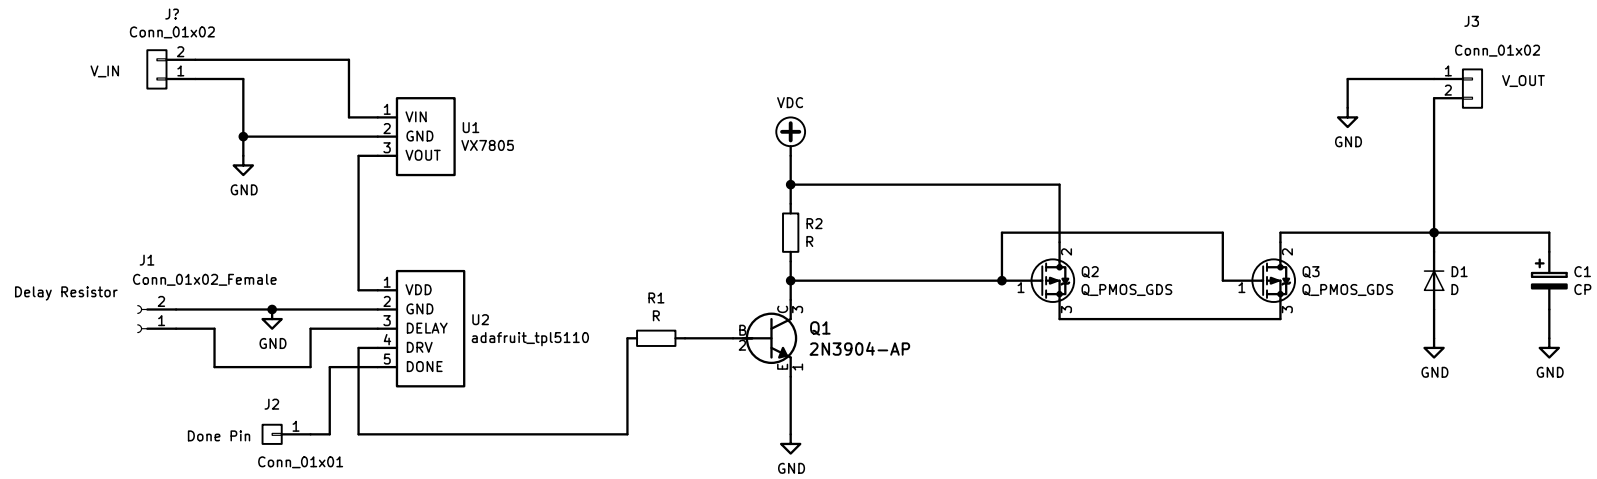 J?
Conn_01x02
V_IN
2
1
GND
1 VIN
2 GND
3 VOUT
U1
VX7805
J1
Conn_01x02_Female
Delay Resistor
2
1
GND
1 VDD
2 GND
3 DELAY
4 DRV
5 DONE
U2
adafruit_tpl5110
J2
Done Pin
1
Conn_01x01
R1
R
VDC
R2
R
B
2
C
3
E
1
Q1
2N3904-AP
GND
1
2
3
Q2
Q_PMOS_GDS
1
2
3
Q3
Q_PMOS_GDS
J3
Conn_01x02
1
2
V_OUT
GND
D1
D
GND
+
C1
CP
GND